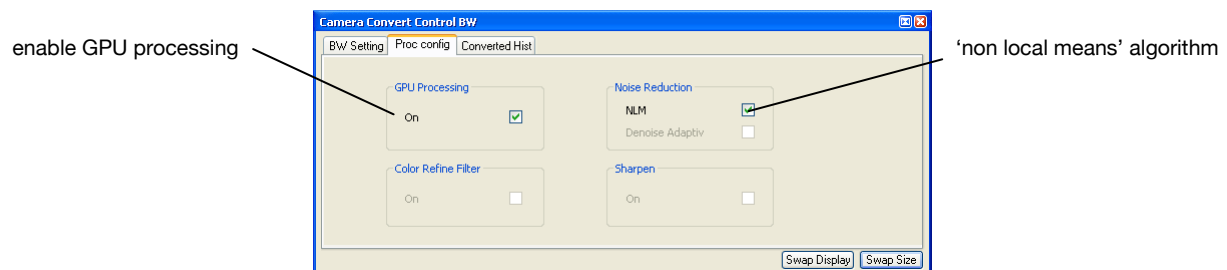 Camera Convert Control BW
enable GPU processing
'non local means' algorithm
BW Setting
Proc config
Converted Hist
GPU Processing
On
Noise Reduction
NLM
Denoise Adaptiv
Color Refine Filter
On
Sharpen
On
Swap Display
Swap Size